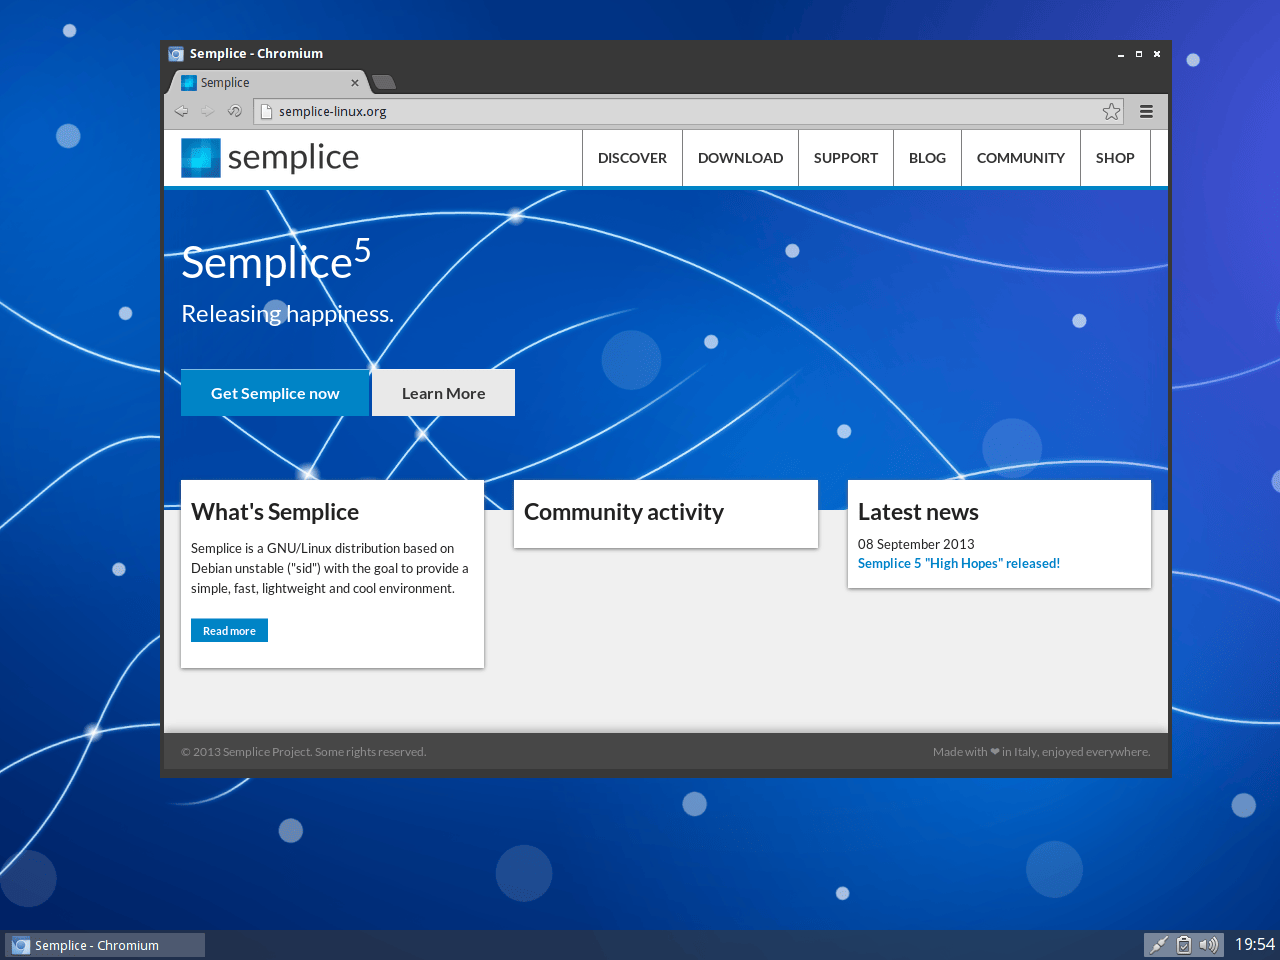 Semplice - Chromium
Semplice
semplice-linux.org
semplice
DISCOVER
DOWNLOAD
SUPPORT
BLOG
COMMUNITY
SHOP
Semplice5
Releasing happiness.
Get Semplice now
Learn More
What's Semplice
Semplice is a GNU/Linux distribution based on
Debian unstable ("sid") with the goal to provide a
simple, fast, lightweight and cool environment.
Read more
Community activity
Latest news
08 September 2013
Semplice 5 "High Hopes" released!
© 2013 Semplice Project. Some rights reserved.
Made with ❤ in Italy, enjoyed everywhere.
Semplice - Chromium
19:54